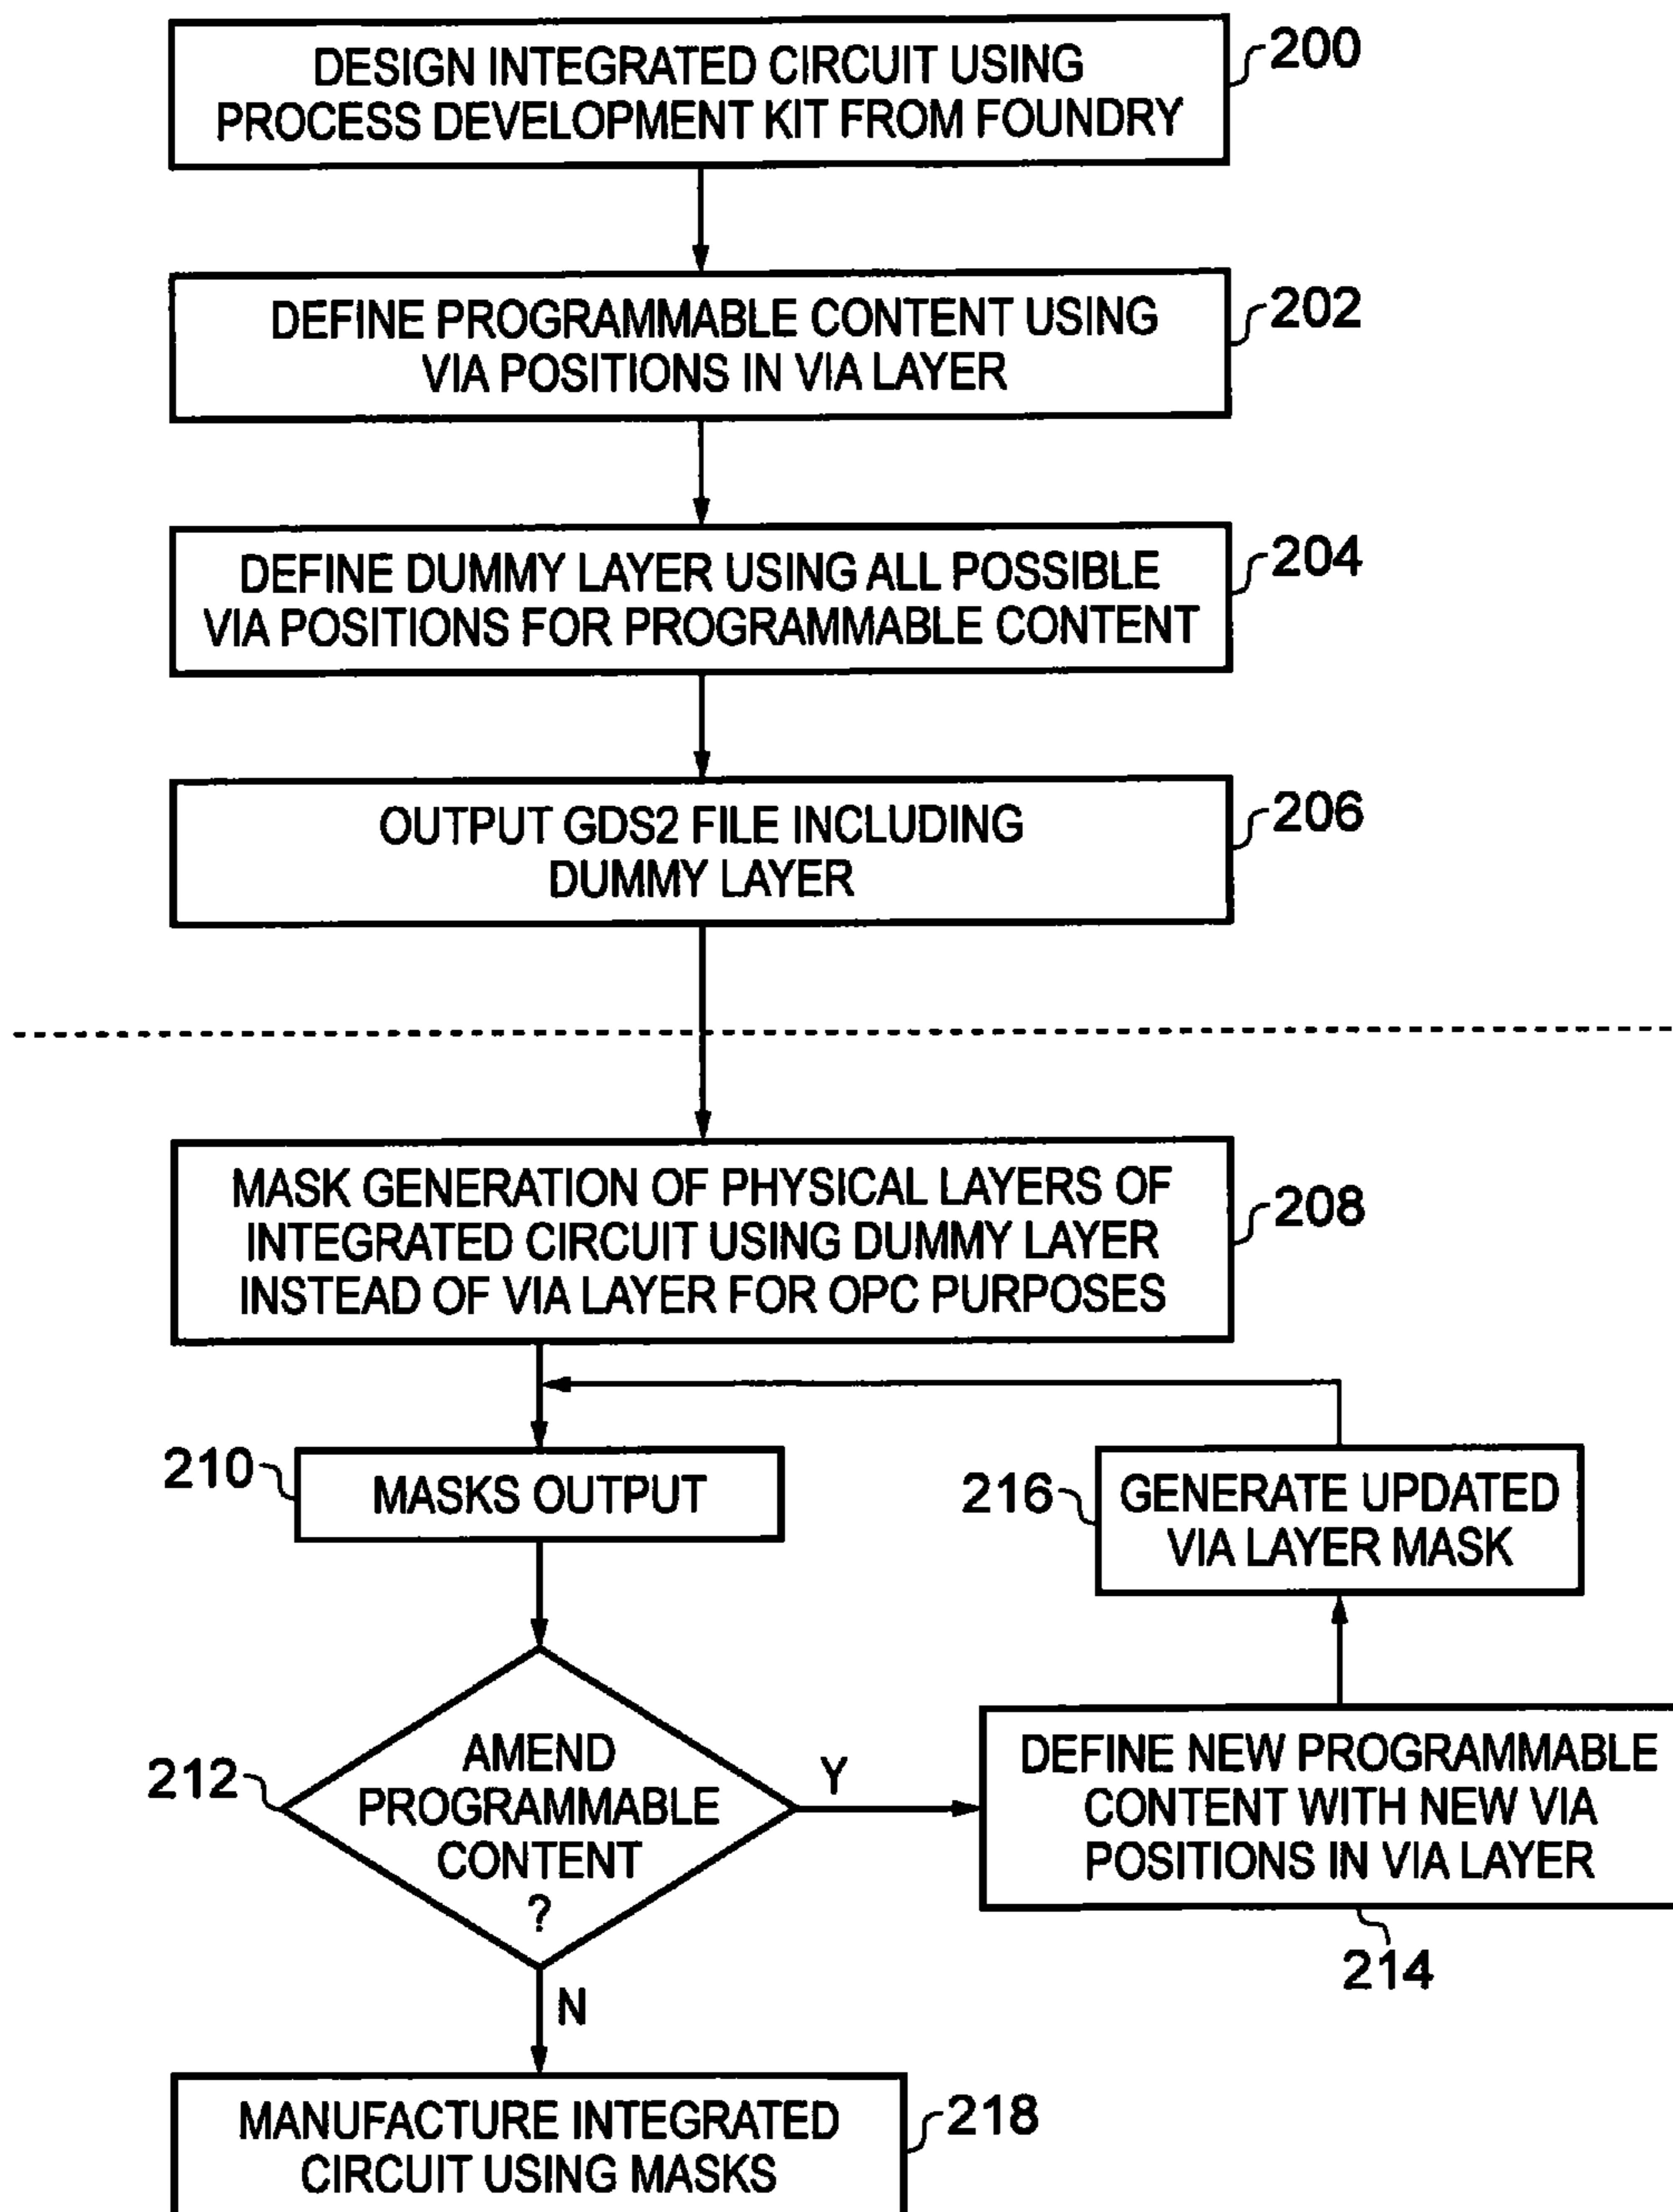 DESIGN INTEGRATED CIRCUIT USING
PROCESS DEVELOPMENT KIT FROM FOUNDRY
200
DEFINE PROGRAMMABLE CONTENT USING
VIA POSITIONS IN VIA LAYER
202
DEFINE DUMMY LAYER USING ALL POSSIBLE
VIA POSITIONS FOR PROGRAMMABLE CONTENT
204
OUTPUT GDS2 FILE INCLUDING
DUMMY LAYER
206
MASK GENERATION OF PHYSICAL LAYERS OF
INTEGRATED CIRCUIT USING DUMMY LAYER
INSTEAD OF VIA LAYER FOR OPC PURPOSES
208
210
MASKS OUTPUT
216
GENERATE UPDATED
VIA LAYER MASK
212
AMEND
PROGRAMMABLE
CONTENT
?
Y
DEFINE NEW PROGRAMMABLE
CONTENT WITH NEW VIA
POSITIONS IN VIA LAYER
214
N
MANUFACTURE INTEGRATED
CIRCUIT USING MASKS
218